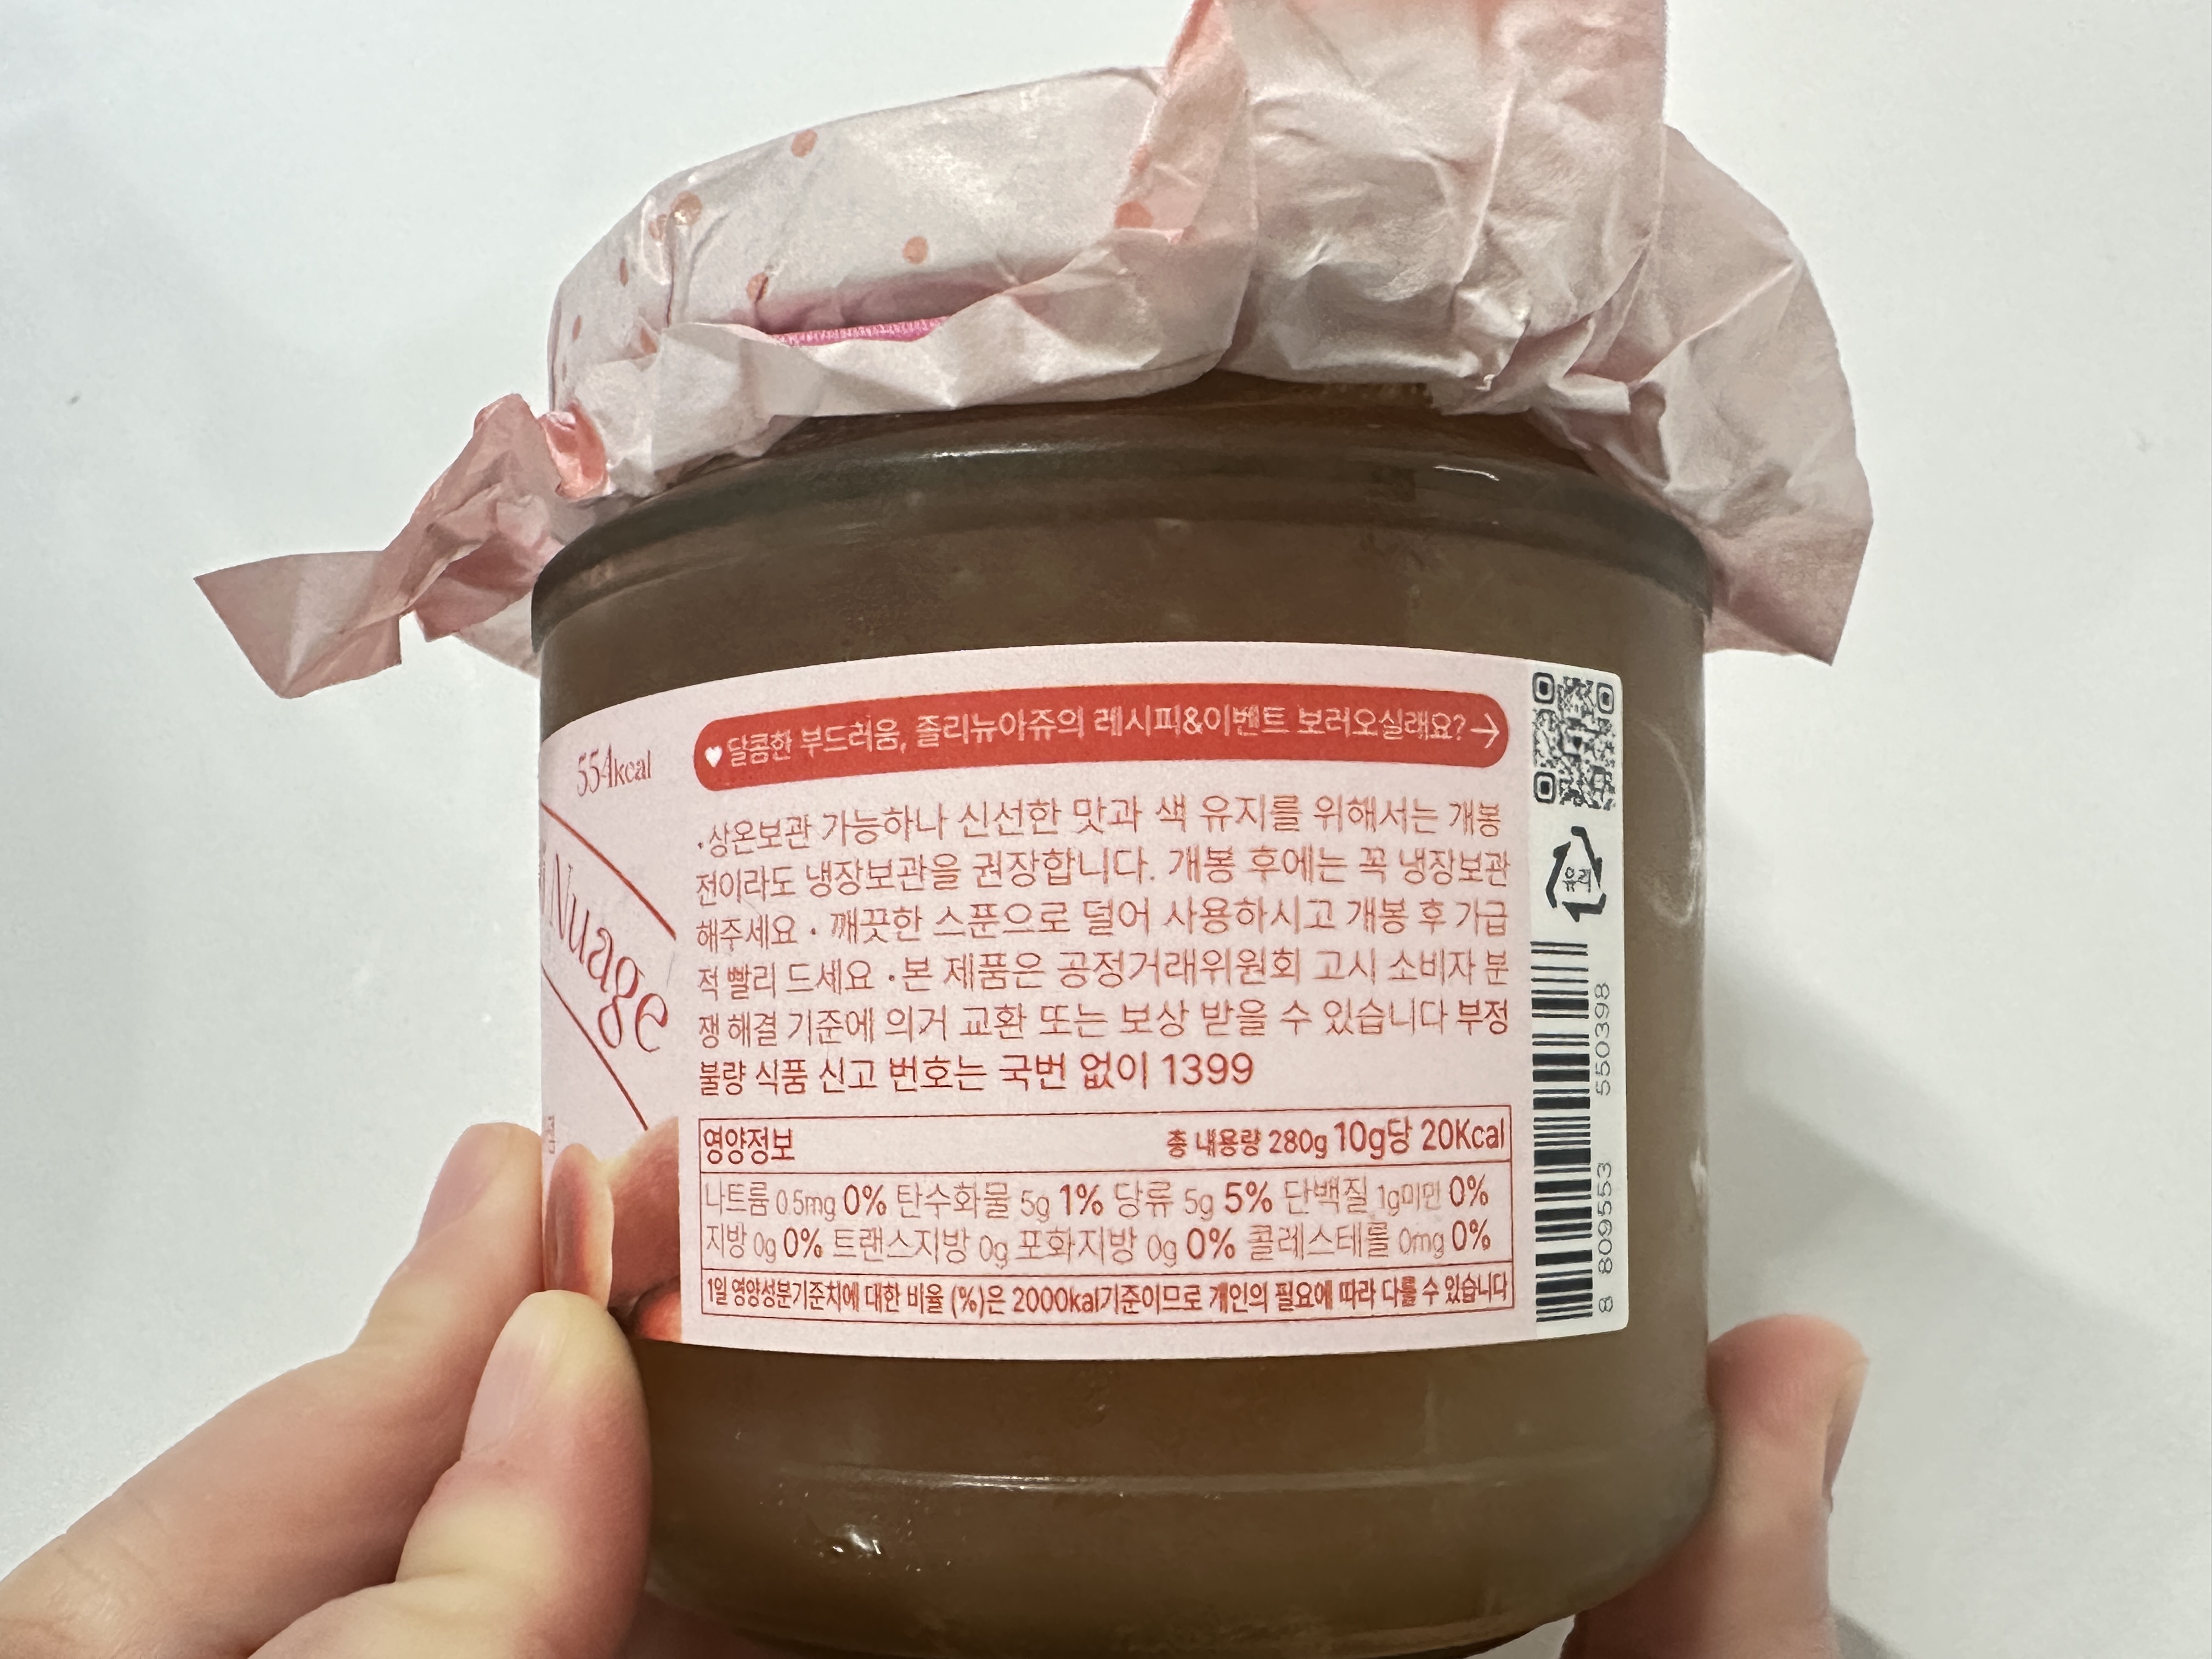 554kcal
Nuage
♥ 달콤한 부드러움, 졸리뉴아쥬의 레시피&이벤트 보러오실래요?→
·상온보관 가능하나 신선한 맛과 색 유지를 위해서는 개봉
전이라도 냉장보관을 권장합니다. 개봉 후에는 꼭 냉장보관
해주세요 · 깨끗한 스푼으로 덜어 사용하시고 개봉 후 가급
적 빨리 드세요 ·본 제품은 공정거래위원회 고시 소비자 분
쟁 해결 기준에 의거 교환 또는 보상 받을 수 있습니다 부정
불량 식품 신고 번호는 국번 없이 1399
영양정보 총 내용량 280g 10g당 20Kcal
나트륨 0.5mg 0% 탄수화물 5g 1% 당류 5g 5% 단백질 1g미만 0%
지방 0g 0% 트랜스지방 0g 포화지방 0g 0% 콜레스테롤 0mg 0%
1일 영양성분기준치에 대한 비율 (%)은 2000kal기준이므로 개인의 필요에 따라 다를 수 있습니다
유리
8 809553 550398